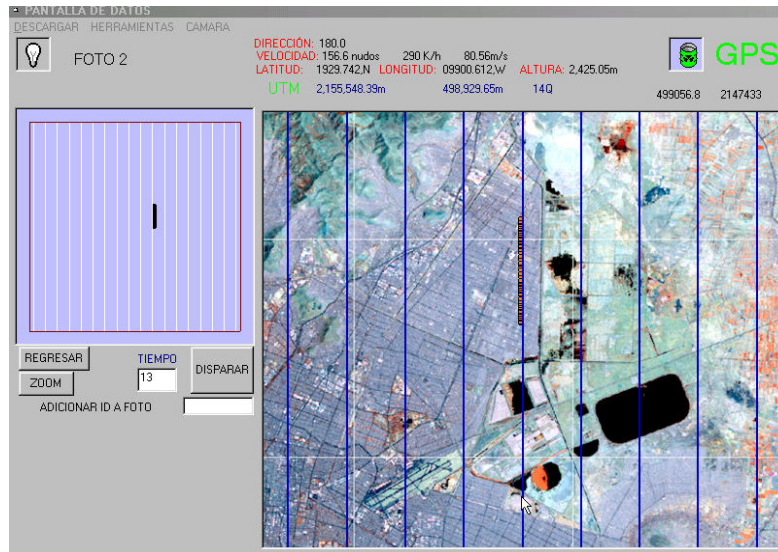 PANTALLA DE DATOS
DESCARGAR HERRAMIENTAS CAMARA
FOTO 2
DIRECCIÓN: 180.0
VELOCIDAD: 156.6 nudos 290 K/h 80.56m/s
LATITUD: 1929.742,N LONGITUD: 09900.612,W ALTURA: 2,425.05m
UTM 2,155,548.39m 498,929.65m 14Q
GPS
499056.8 2147433
REGRESAR
TIEMPO
DISPARAR
ZOOM
13
ADICIONAR ID A FOTO